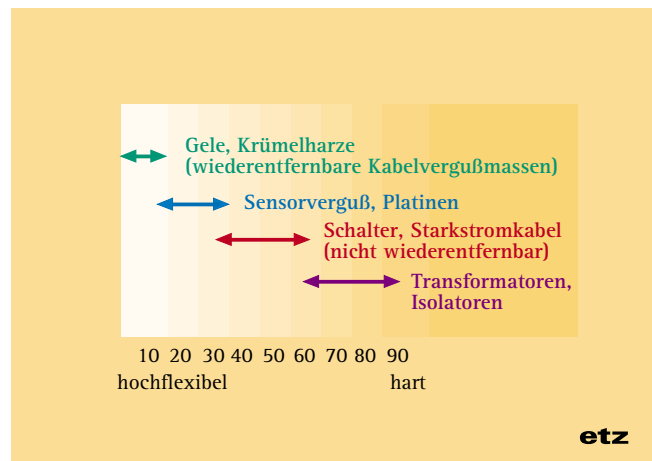 Gele, Krümelharze
(wiederentfernbare Kabelvergußmassen)
Sensorverguß, Platinen
Schalter, Starkstromkabel
(nicht wiederentfernbar)
Transformatoren,
Isolatoren
10 20 30 40 50 60 70 80 90
hochflexibel hart
etz